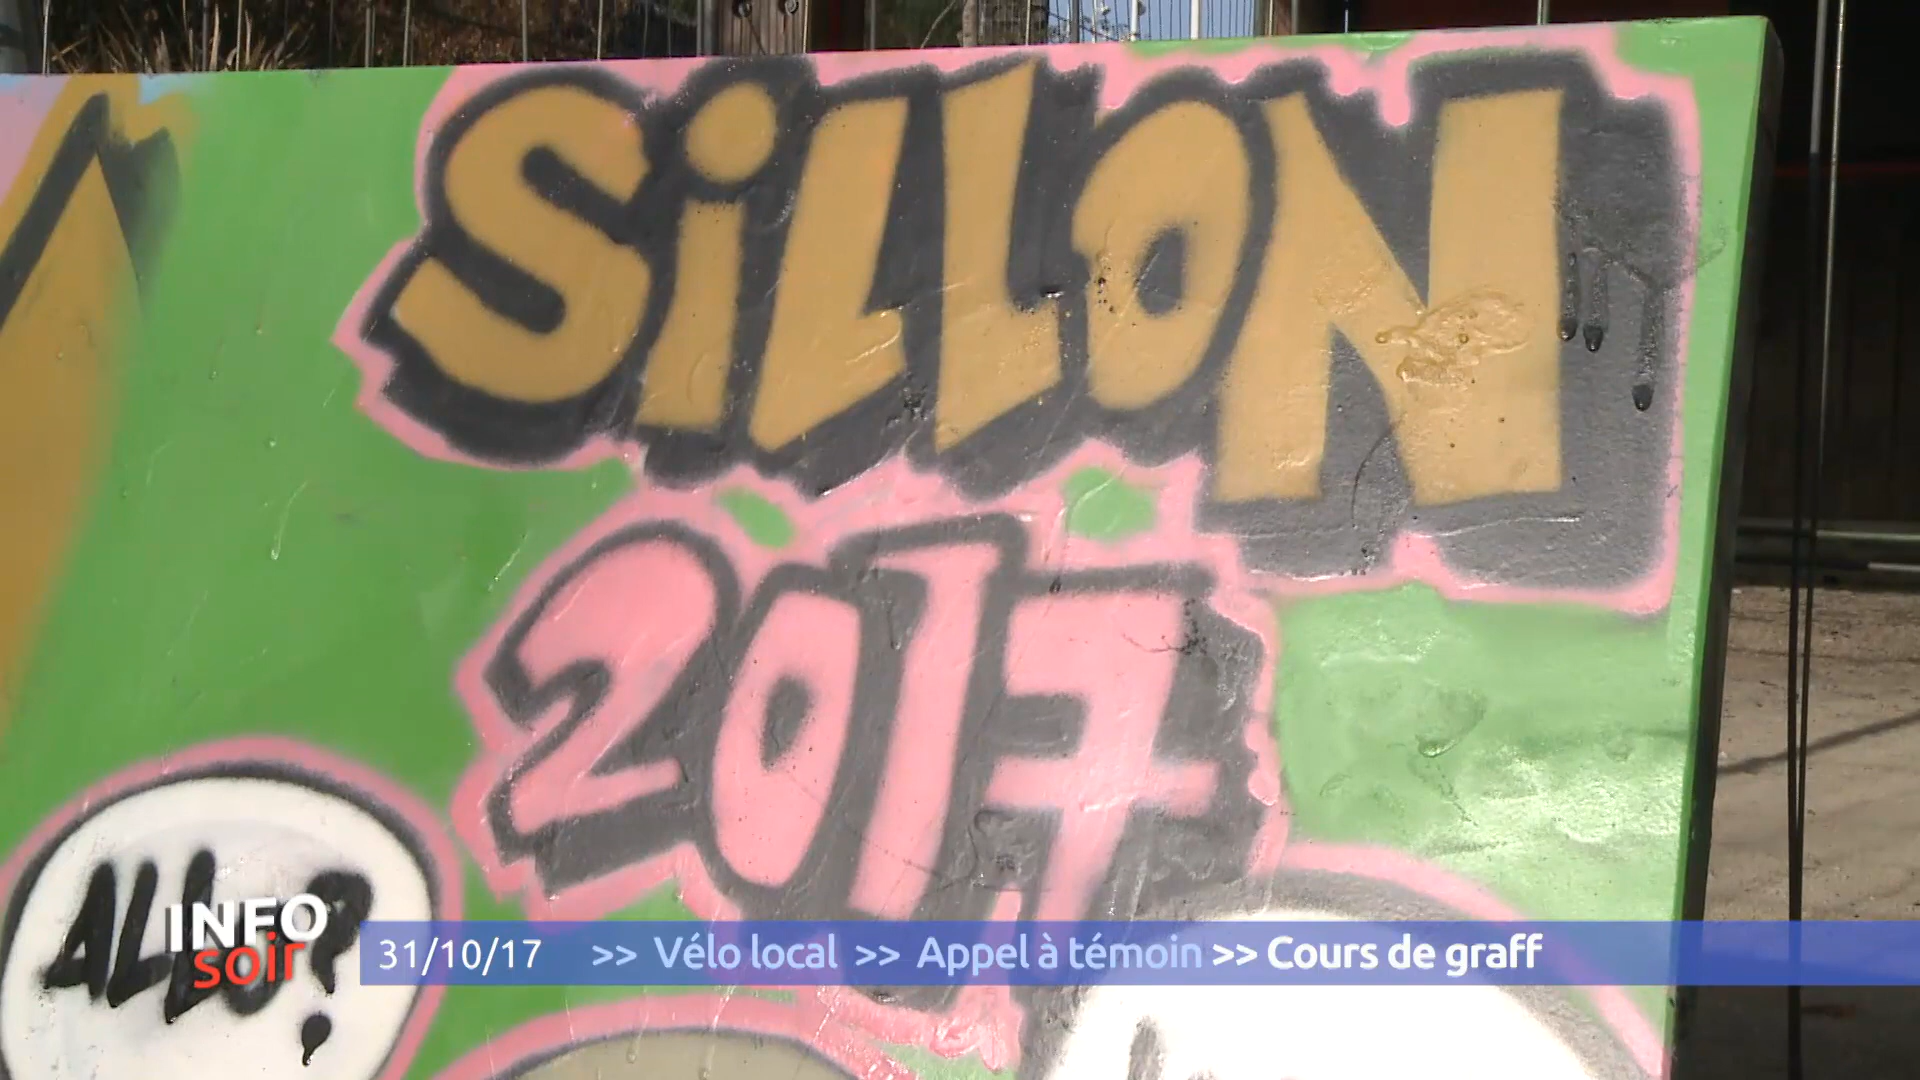 SiLLON
2017
ALLO?
INFO
soir
31/10/17 >> Vélo local >> Appel à témoin >> Cours de graff